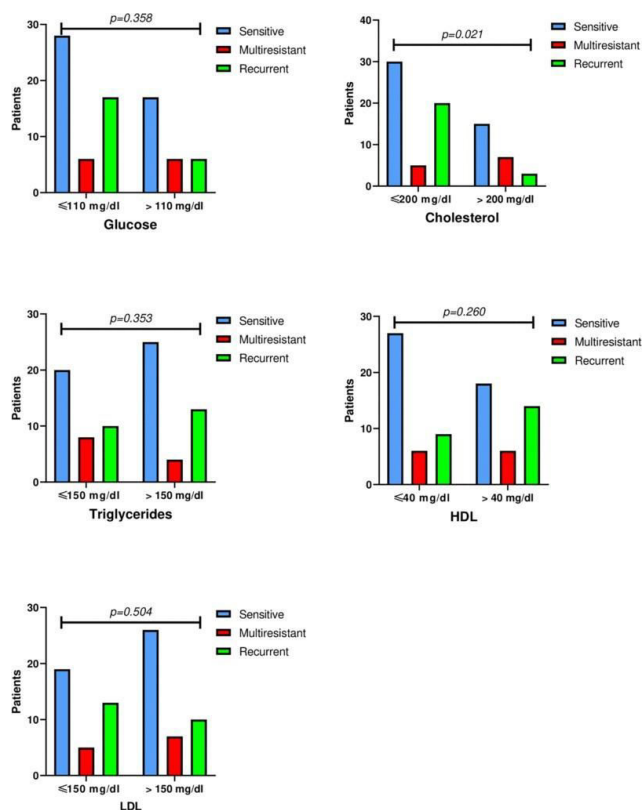 p=0.358
Sensitive
Multiresistant
Recurrent
Patients
30
20
10
0
≤110 mg/dl
> 110 mg/dl
Glucose
p=0.021
Sensitive
Multiresistant
Recurrent
Patients
40
30
20
10
0
≤200 mg/dl
> 200 mg/dl
Cholesterol
p=0.353
Sensitive
Multiresistant
Recurrent
Patients
30
20
10
0
≤150 mg/dl
> 150 mg/dl
Triglycerides
p=0.260
Sensitive
Multiresistant
Recurrent
Patients
30
20
10
0
≤40 mg/dl
> 40 mg/dl
HDL
p=0.504
Sensitive
Multiresistant
Recurrent
Patients
30
20
10
0
≤150 mg/dl
> 150 mg/dl
LDL